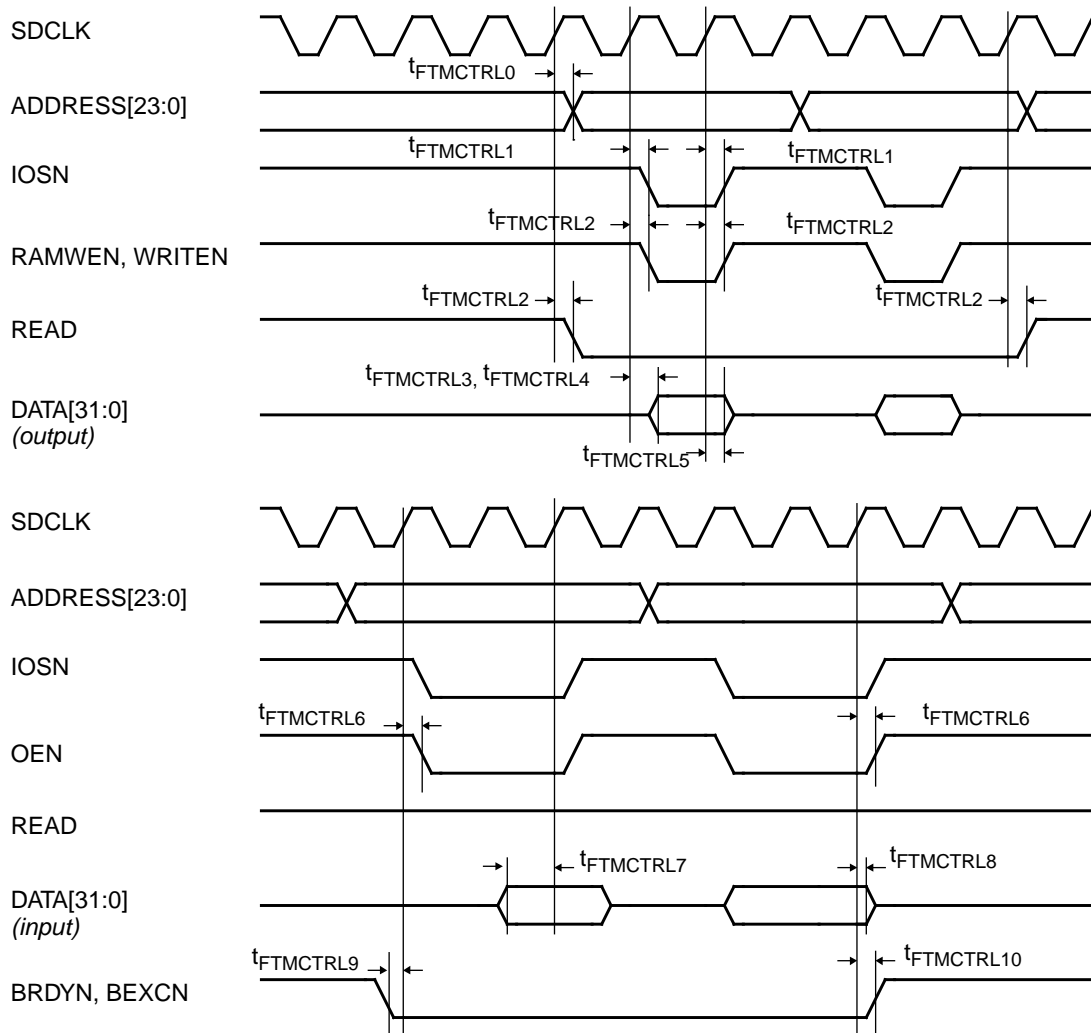 SDCLK
tFTMCTRL0
ADDRESS[23:0]
tFTMCTRL1 tFTMCTRL1
IOSN
tFTMCTRL2 tFTMCTRL2
RAMWEN, WRITEN
tFTMCTRL2 tFTMCTRL2
READ
tFTMCTRL3, tFTMCTRL4
DATA[31:0]
(output)
tFTMCTRL5
SDCLK
ADDRESS[23:0]
IOSN
tFTMCTRL6 tFTMCTRL6
OEN
READ
tFTMCTRL7 tFTMCTRL8
DATA[31:0]
(input)
tFTMCTRL9 tFTMCTRL10
BRDYN, BEXCN